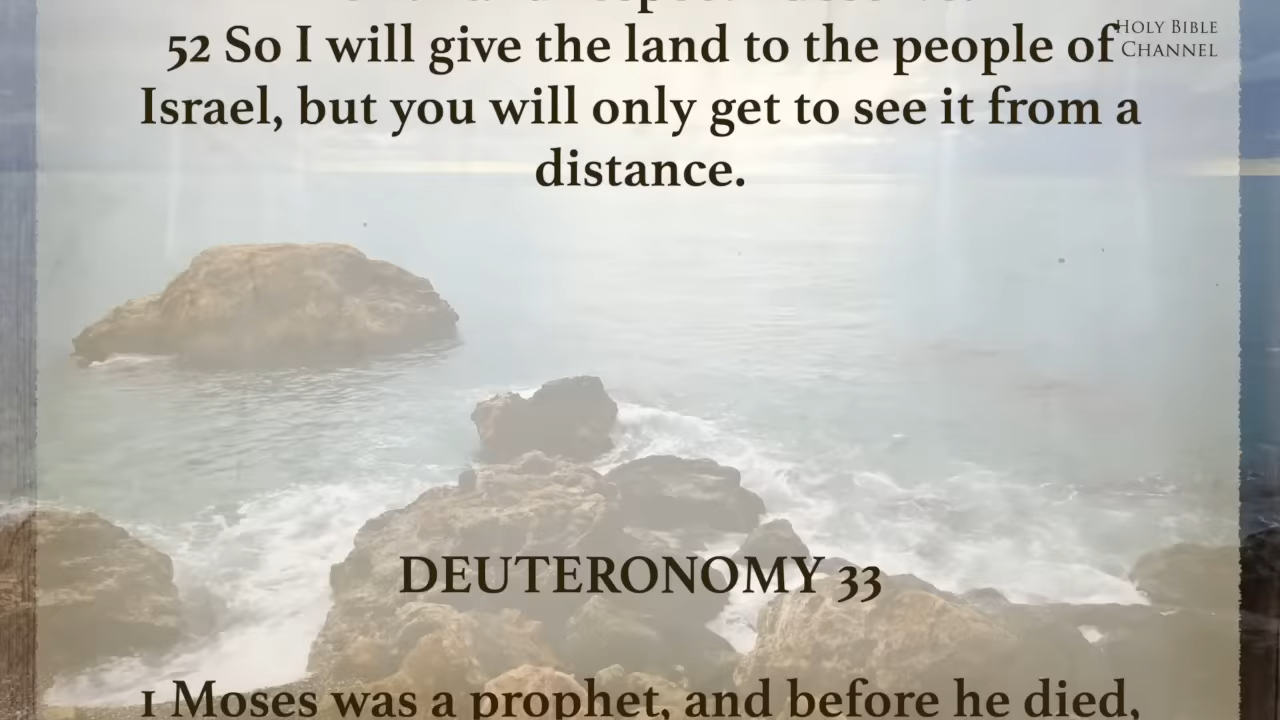 52 So I will give the land to the people of
Israel, but you will only get to see it from a
distance.
HOLY BIBLE
CHANNEL
DEUTERONOMY 33
1 Moses was a prophet, and before he died,